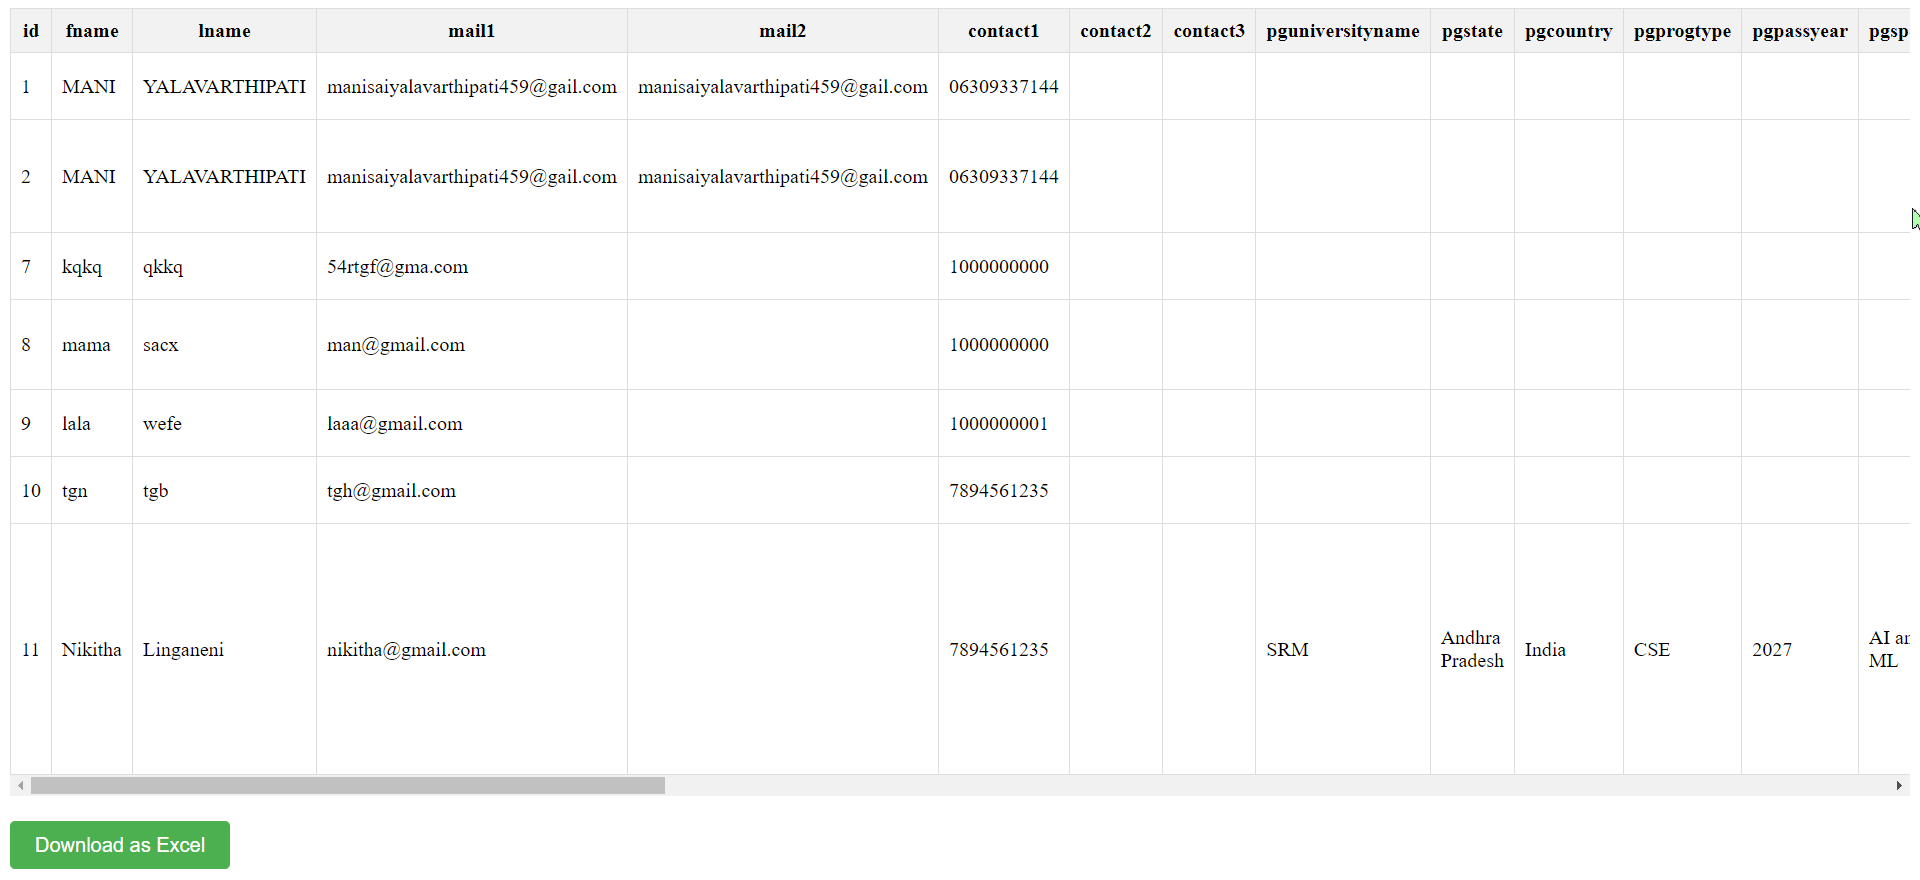 id fname lname mail1 mail2 contact1 contact2 contact3 pguniversityname pgstate pgcountry pgprogtype pgpassyear pgsp
1 MANI YALAVARTHIPATI manisaiyalavarthipati459@gail.com manisaiyalavarthipati459@gail.com 06309337144
2 MANI YALAVARTHIPATI manisaiyalavarthipati459@gail.com manisaiyalavarthipati459@gail.com 06309337144
7 kqkq qkkq 54rtgf@gma.com 1000000000
8 mama sacx man@gmail.com 1000000000
9 lala wefe laaa@gmail.com 1000000001
10 tgn tgb tgh@gmail.com 7894561235
11 Nikitha Linganeni nikitha@gmail.com 7894561235 SRM Andhra Pradesh India CSE 2027 AI an ML
Download as Excel